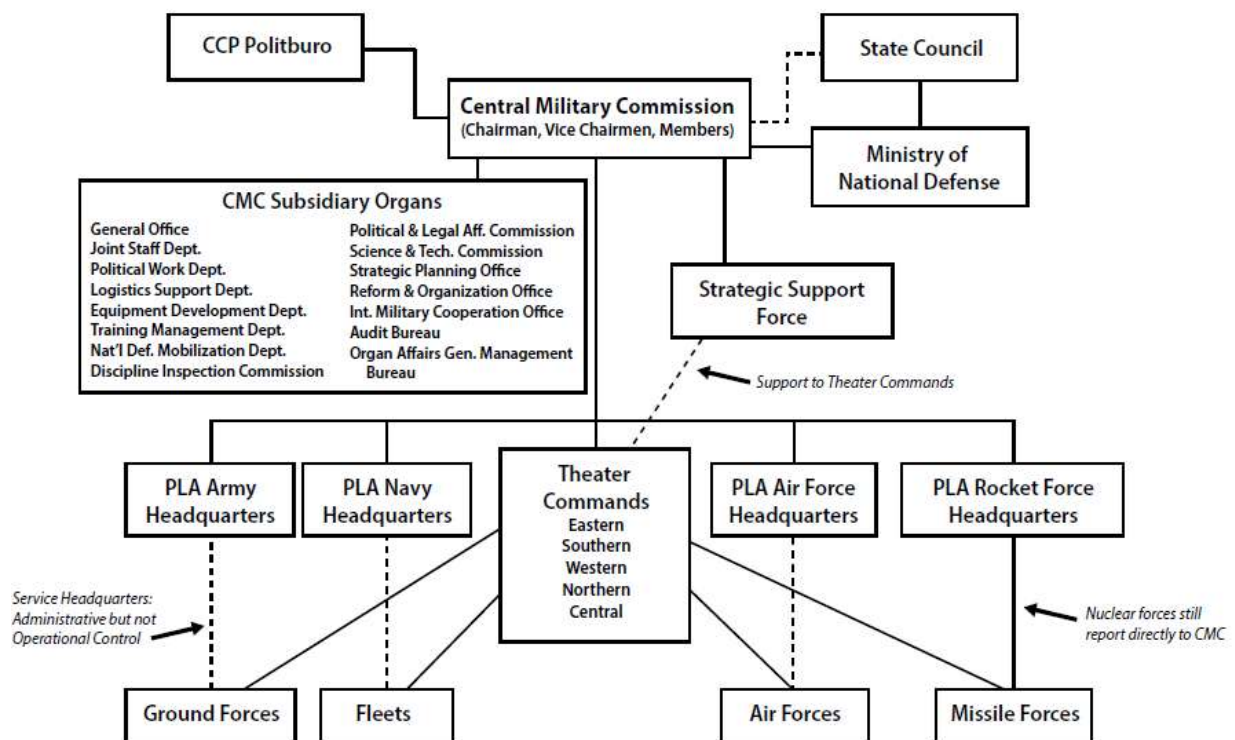 CCP Politburo
State Council
Central Military Commission
(Chairman, Vice Chairmen, Members)
Ministry of
National Defense
CMC Subsidiary Organs
General Office
Joint Staff Dept.
Political Work Dept.
Logistics Support Dept.
Equipment Development Dept.
Training Management Dept.
Nat'l Def. Mobilization Dept.
Discipline Inspection Commission
Political & Legal Aff. Commission
Science & Tech. Commission
Strategic Planning Office
Reform & Organization Office
Int. Military Cooperation Office
Audit Bureau
Organ Affairs Gen. Management
Bureau
Strategic Support
Force
Support to Theater Commands
PLA Army
Headquarters
PLA Navy
Headquarters
Theater
Commands
Eastern
Southern
Western
Northern
Central
PLA Air Force
Headquarters
PLA Rocket Force
Headquarters
Service Headquarters:
Administrative but not
Operational Control
Nuclear forces still
report directly to CMC
Ground Forces
Fleets
Air Forces
Missile Forces